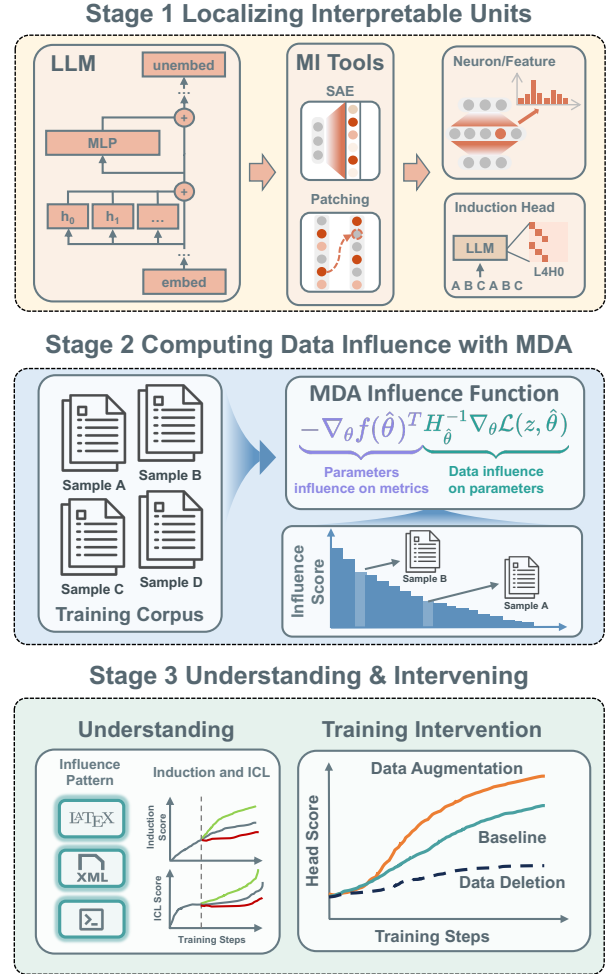 Stage 1 Localizing Interpretable Units
LLM
unembed
...
+
MLP
+
h₀
h₁
...
...
embed
MI Tools
SAE
Patching
Neuron/Feature
Induction Head
LLM
L4H0
A B C A B C
Stage 2 Computing Data Influence with MDA
Sample A
Sample B
Sample C
Sample D
Training Corpus
MDA Influence Function
−∇_θ f(θ̂)ᵀ H_θ̂⁻¹ ∇_θ ℒ(z, θ̂)
Parameters
influence on metrics
Data influence
on parameters
Influence
Score
Sample B
Sample A
Stage 3 Understanding & Intervening
Understanding
Influence
Pattern
LATEX
XML
>_
Induction and ICL
Induction
Score
ICL Score
Training Steps
Training Intervention
Head Score
Data Augmentation
Baseline
Data Deletion
Training Steps